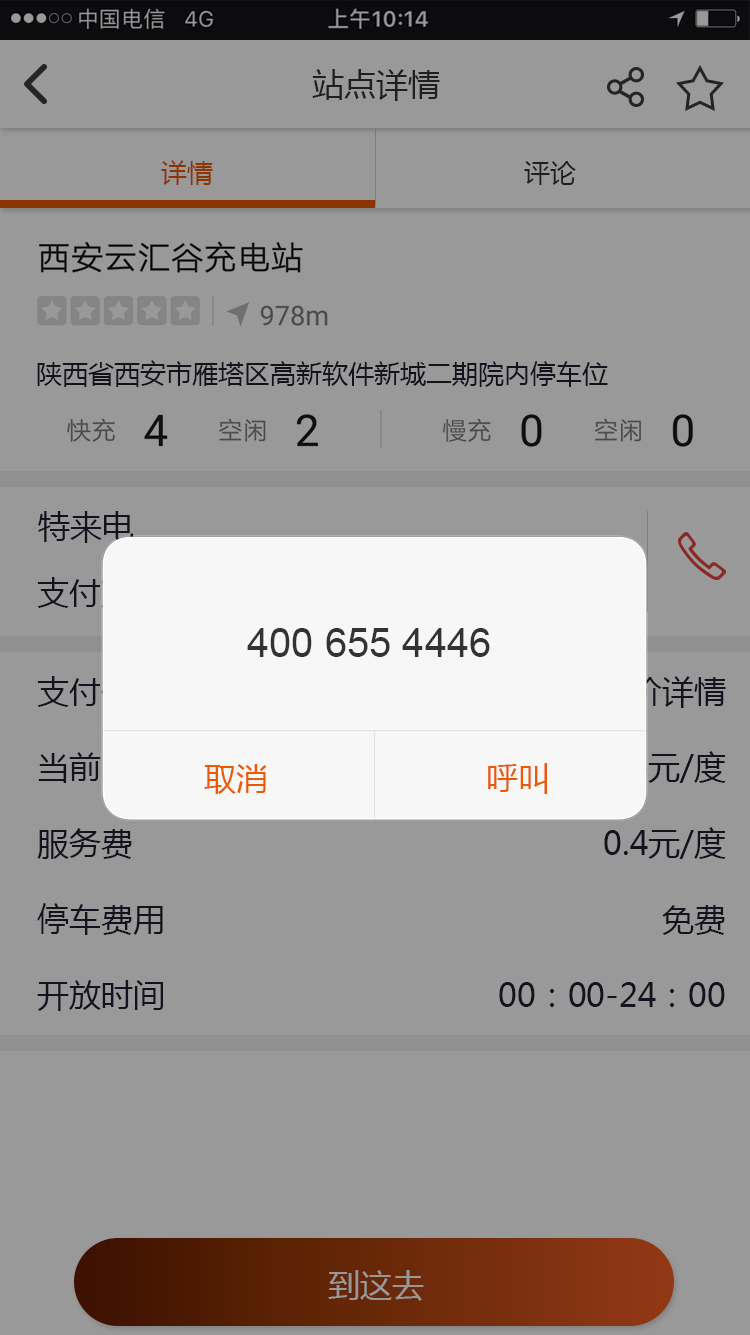 中国电信 4G 上午10:14
站点详情
详情 评论
西安云汇谷充电站
978m
陕西省西安市雁塔区高新软件新城二期院内停车位
快充 4 空闲 2 慢充 0 空闲 0
特来电
支付
400 655 4446
支付 详情
当前 元/度
取消 呼叫
服务费 0.4元/度
停车费用 免费
开放时间 00：00-24：00
到这去